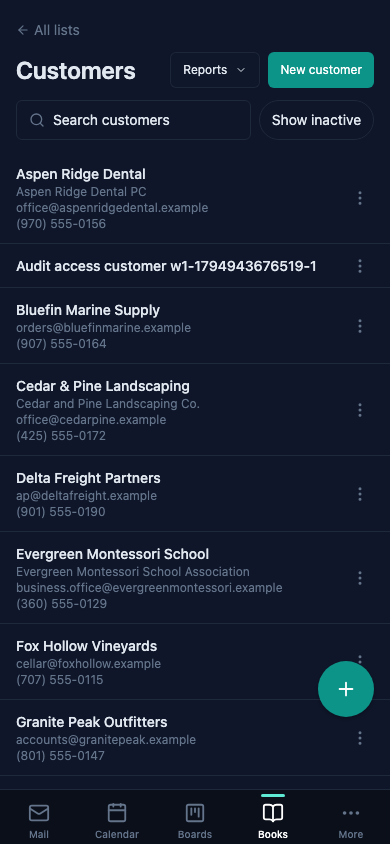 All lists
Customers
Reports
New customer
Search customers
Show inactive
Aspen Ridge Dental
Aspen Ridge Dental PC
office@aspenridgedental.example
(970) 555-0156
Audit access customer w1-1794943676519-1
Bluefin Marine Supply
orders@bluefinmarine.example
(907) 555-0164
Cedar & Pine Landscaping
Cedar and Pine Landscaping Co.
office@cedarpine.example
(425) 555-0172
Delta Freight Partners
ap@deltafreight.example
(901) 555-0190
Evergreen Montessori School
Evergreen Montessori School Association
business.office@evergreenmontessori.example
(360) 555-0129
Fox Hollow Vineyards
cellar@foxhollow.example
(707) 555-0115
Granite Peak Outfitters
accounts@granitepeak.example
(801) 555-0147
Mail
Calendar
Boards
Books
More